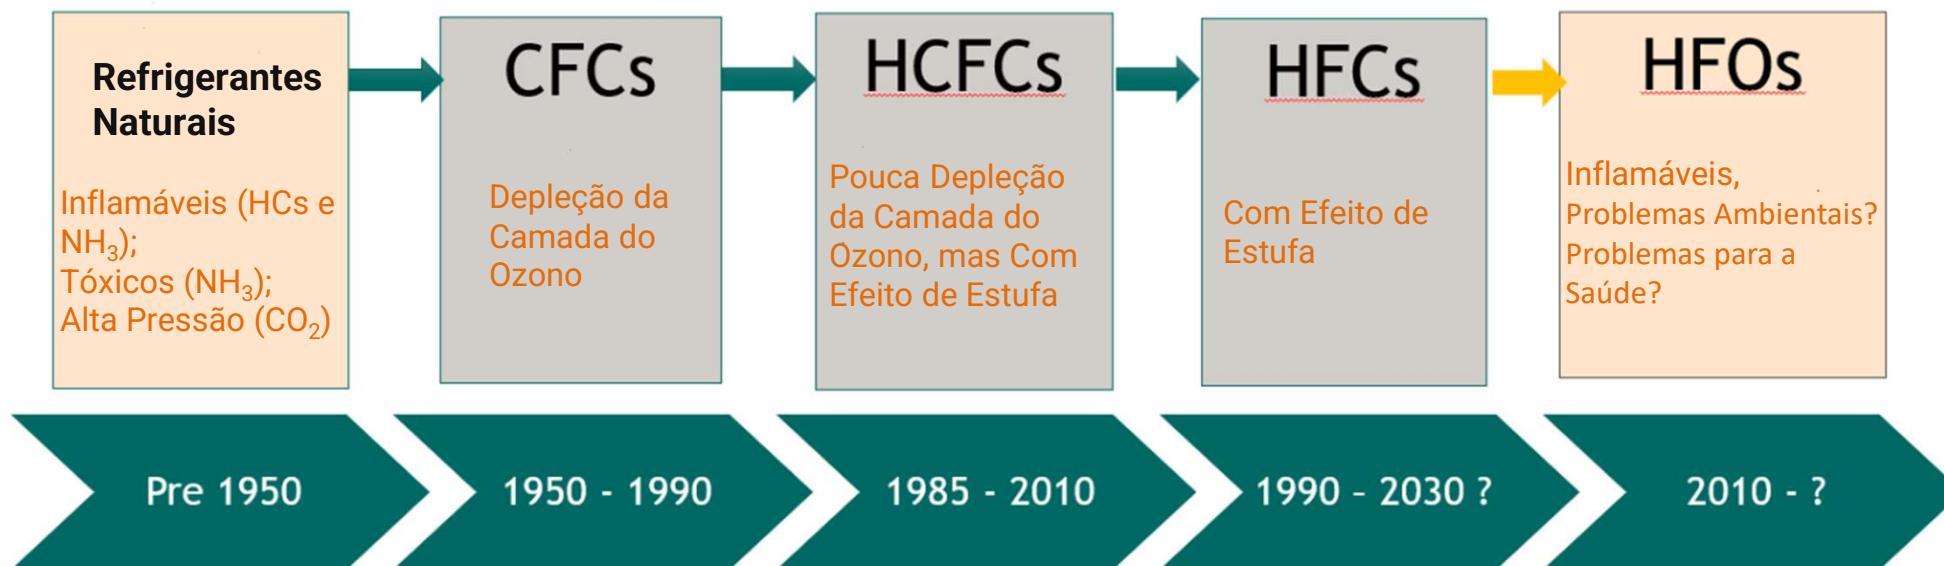 Refrigerantes
Naturais
Inflamáveis (HCs e
NH₃);
Tóxicos (NH₃);
Alta Pressão (CO₂)
CFCs
Depleção da
Camada do
Ozono
HCFCs
Pouca Depleção
da Camada do
Ozono, mas Com
Efeito de Estufa
HFCs
Com Efeito de
Estufa
HFOs
Inflamáveis,
Problemas Ambientais?
Problemas para a
Saúde?
Pre 1950
1950 - 1990
1985 - 2010
1990 – 2030 ?
2010 - ?